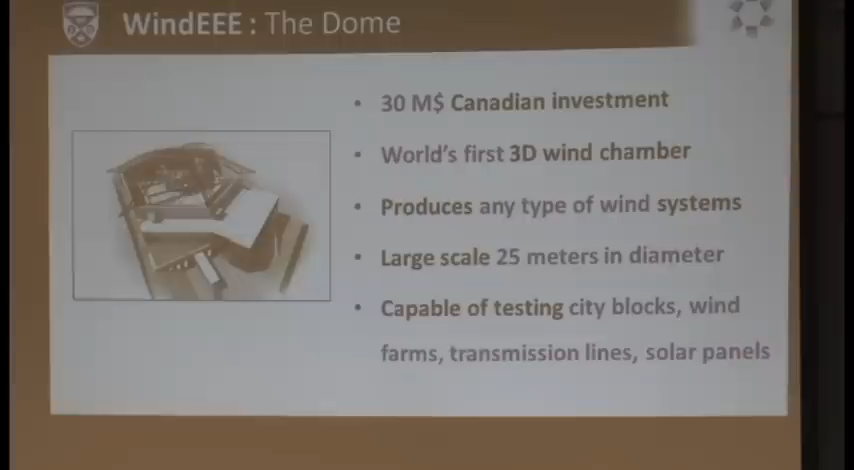 WindEEE : The Dome
• 30 M$ Canadian investment
• World's first 3D wind chamber
• Produces any type of wind systems
• Large scale 25 meters in diameter
• Capable of testing city blocks, wind
farms, transmission lines, solar panels